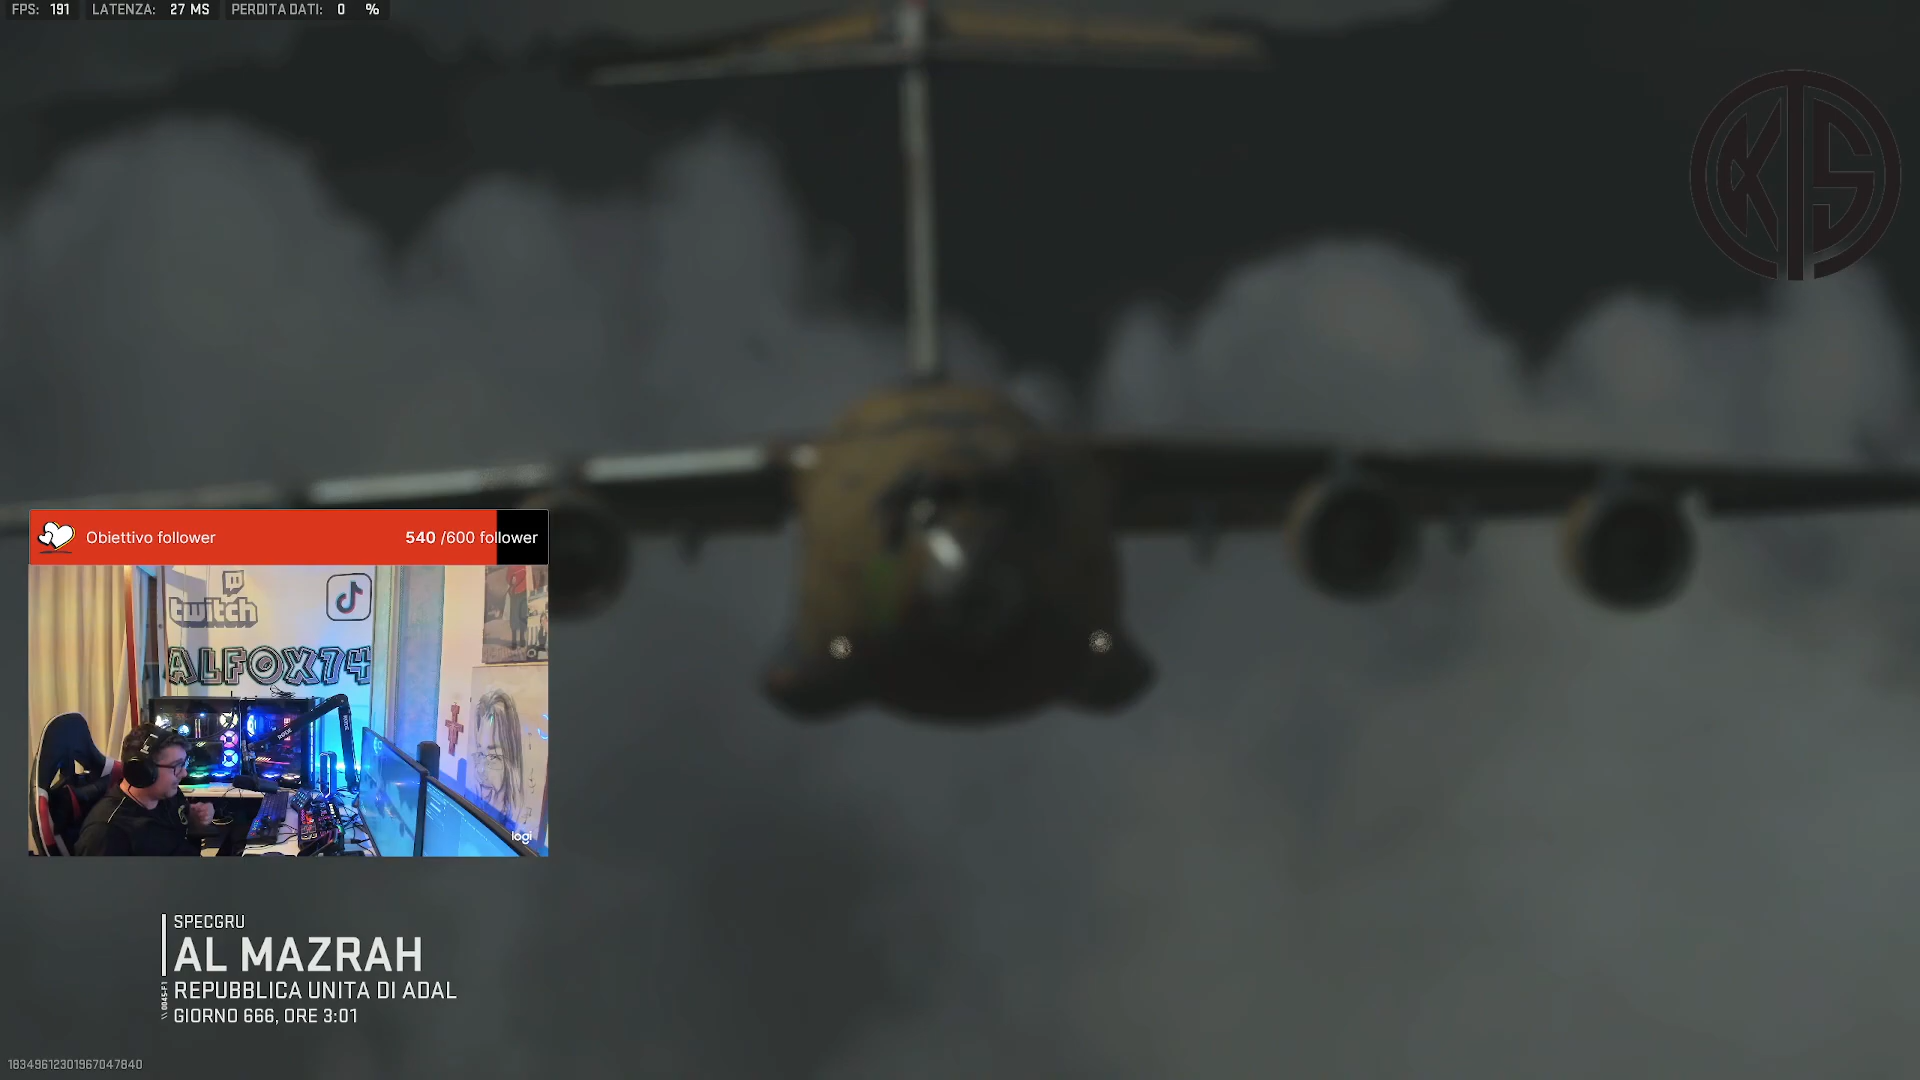 FPS: 191 LATENZA: 27 MS PERDITA DATI: 0 %
KTS
Obiettivo follower 540 /600 follower
twitch
ALFOX74
logi
SPECGRU
AL MAZRAH
REPUBBLICA UNITA DI ADAL
GIORNO 666, ORE 3:01
18349612301967047840